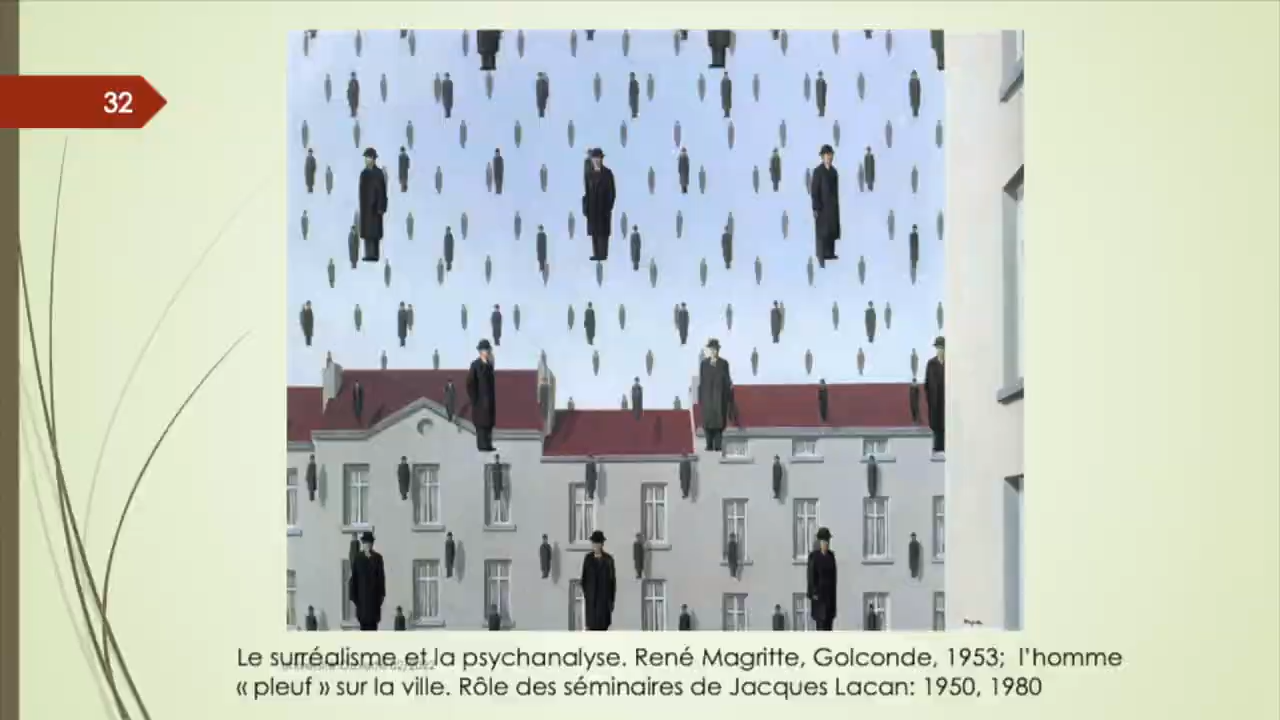 32
Le surréalisme et la psychanalyse. René Magritte, Golconde, 1953; l'homme
« pleuf » sur la ville. Rôle des séminaires de Jacques Lacan: 1950, 1980